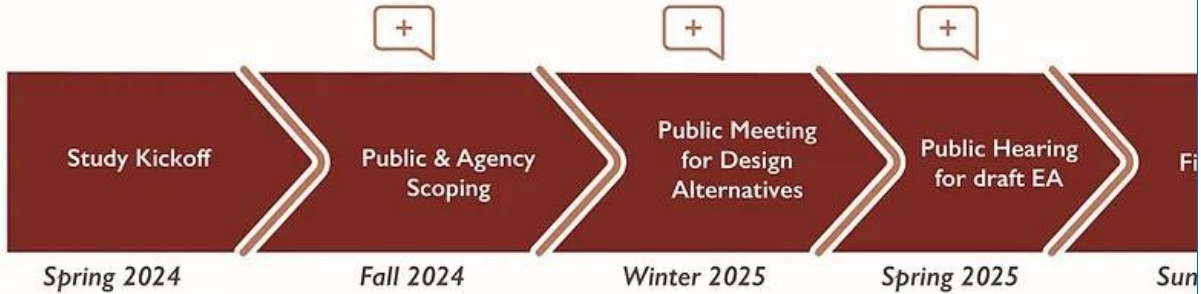 Study Kickoff
Public & Agency
Scoping
Public Meeting
for Design
Alternatives
Public Hearing
for draft EA
Spring 2024
Fall 2024
Winter 2025
Spring 2025